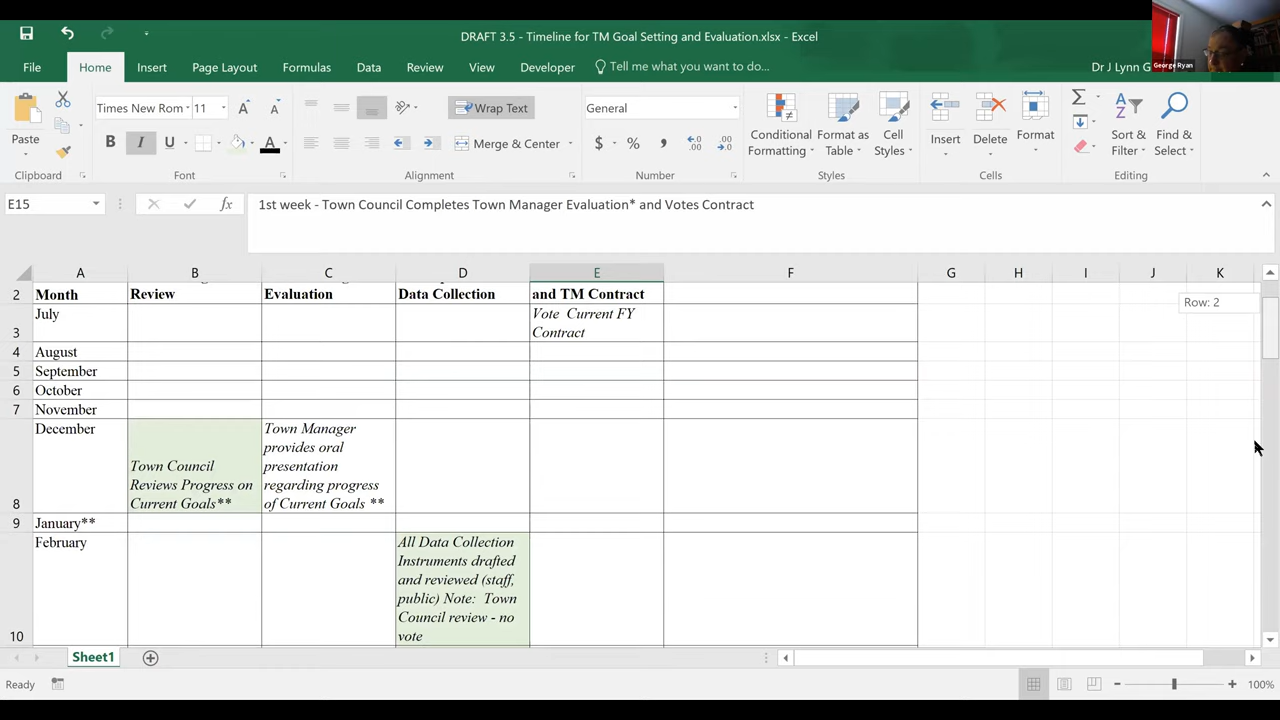 DRAFT 3.5 - Timeline for TM Goal Setting and Evaluation.xlsx - Excel
George Ryan
File Home Insert Page Layout Formulas Data Review View Developer Tell me what you want to do... Dr J Lynn G
Paste
Times New Rom 11
B I U A
Wrap Text
Merge & Center
General
$ % ,
Conditional Formatting
Format as Table
Cell Styles
Insert
Delete
Format
Sort & Filter
Find & Select
Clipboard Font Alignment Number Styles Cells Editing
E15 fx 1st week - Town Council Completes Town Manager Evaluation* and Votes Contract
A B C D E F G H I J K
2 Month Review Evaluation Data Collection and TM Contract
Row: 2
3 July Vote Current FY
Contract
4 August
5 September
6 October
7 November
8 December
Town Council
Reviews Progress on
Current Goals**
Town Manager
provides oral
presentation
regarding progress
of Current Goals **
9 January**
10 February
All Data Collection
Instruments drafted
and reviewed (staff,
public) Note: Town
Council review - no
vote
Sheet1
Ready 100%